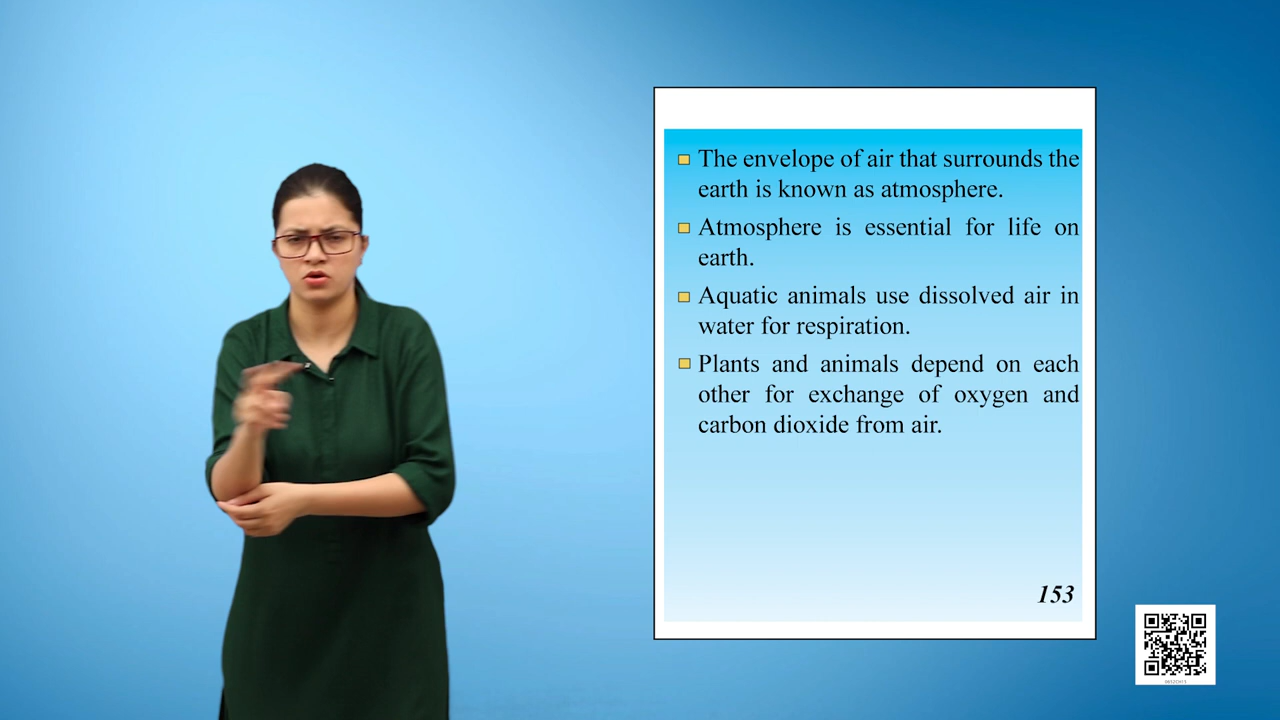 The envelope of air that surrounds the
earth is known as atmosphere.
Atmosphere is essential for life on
earth.
Aquatic animals use dissolved air in
water for respiration.
Plants and animals depend on each
other for exchange of oxygen and
carbon dioxide from air.
153